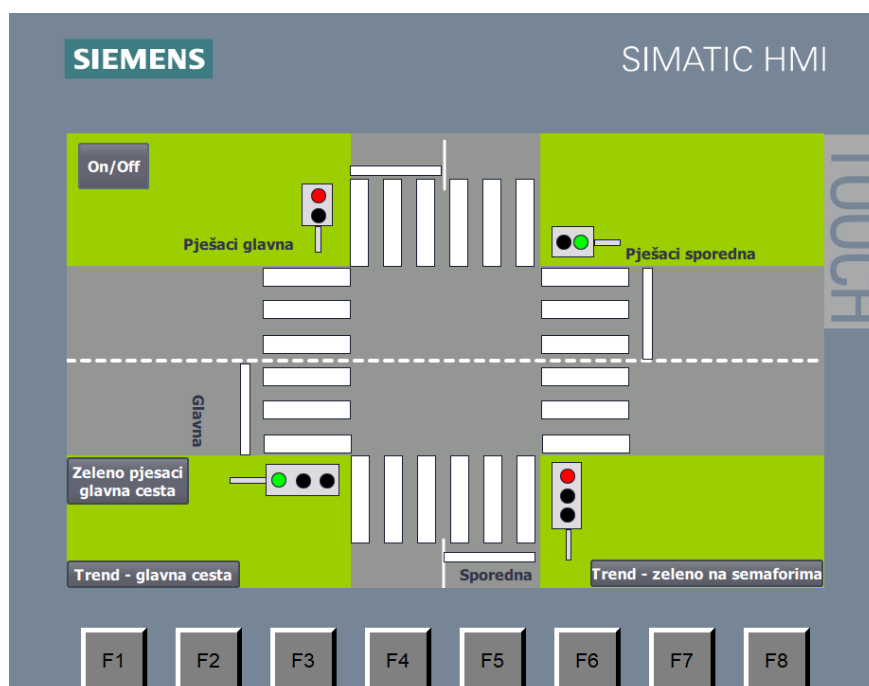 SIEMENS
SIMATIC HMI
TOUCH
On/Off
Pješaci glavna
Pješaci sporedna
Glavna
Zeleno pjesaci
glavna cesta
Trend - glavna cesta
Sporedna
Trend - zeleno na semaforima
F1
F2
F3
F4
F5
F6
F7
F8